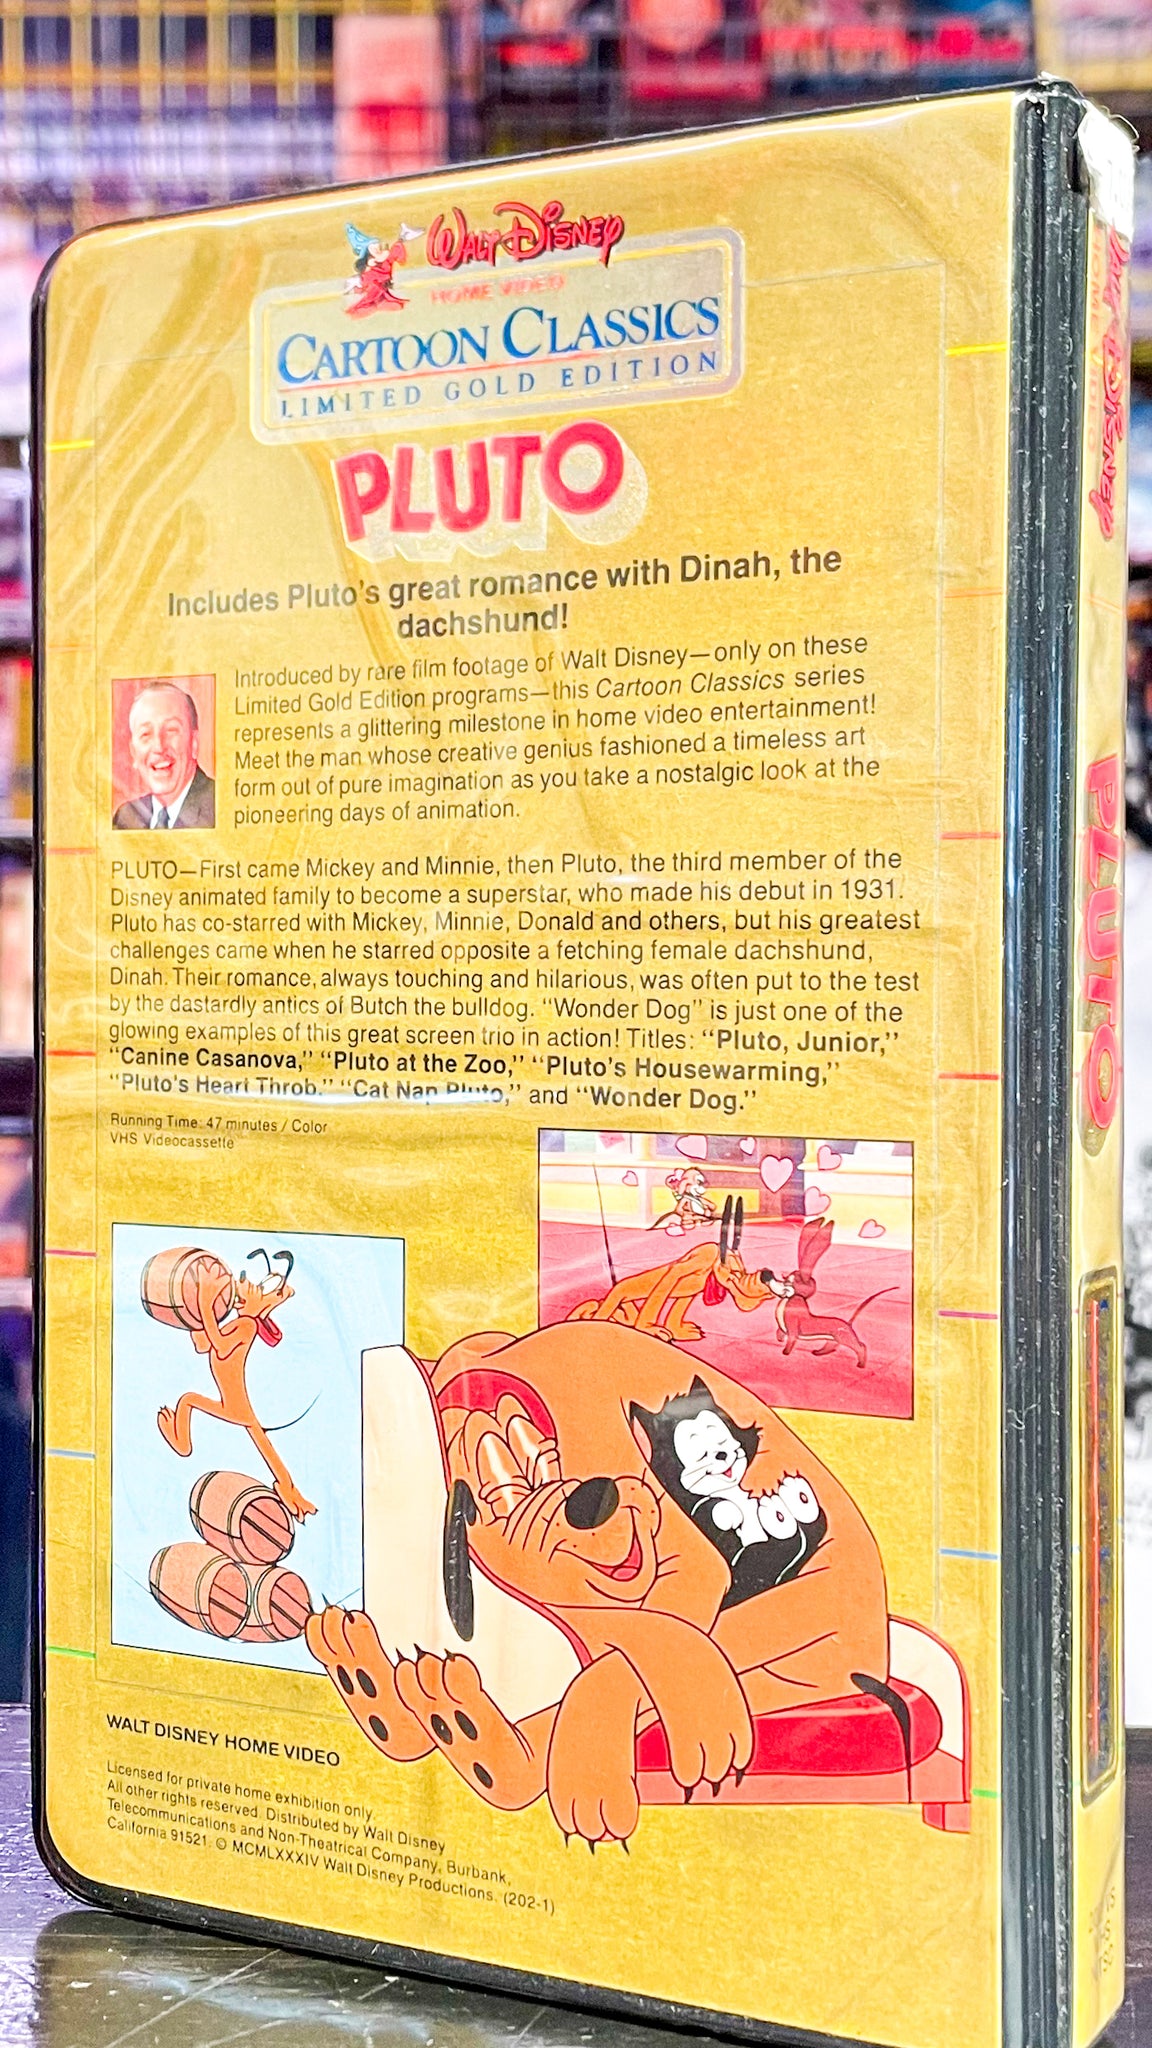 WALT DISNEY
HOME VIDEO
CARTOON CLASSICS
LIMITED GOLD EDITION
PLUTO
Includes Pluto's great romance with Dinah, the
dachshund!
Introduced by rare film footage of Walt Disney—only on these
Limited Gold Edition programs—this Cartoon Classics series
represents a glittering milestone in home video entertainment!
Meet the man whose creative genius fashioned a timeless art
form out of pure imagination as you take a nostalgic look at the
pioneering days of animation.
PLUTO—First came Mickey and Minnie, then Pluto, the third member of the
Disney animated family to become a superstar, who made his debut in 1931.
Pluto has co-starred with Mickey, Minnie, Donald and others, but his greatest
challenges came when he starred opposite a fetching female dachshund,
Dinah. Their romance, always touching and hilarious, was often put to the test
by the dastardly antics of Butch the bulldog. "Wonder Dog" is just one of the
glowing examples of this great screen trio in action! Titles: "Pluto, Junior,"
"Canine Casanova," "Pluto at the Zoo," "Pluto's Housewarming,"
"Pluto's Heart Throb," "Cat Nap Pluto," and "Wonder Dog."
Running Time: 47 minutes / Color
VHS Videocassette
WALT DISNEY HOME VIDEO
Licensed for private home exhibition only.
All other rights reserved. Distributed by Walt Disney
Telecommunications and Non-Theatrical Company, Burbank,
California 91521. © MCMLXXXIV Walt Disney Productions. (202-1)
WALT DISNEY
HOME VIDEO
PLUTO